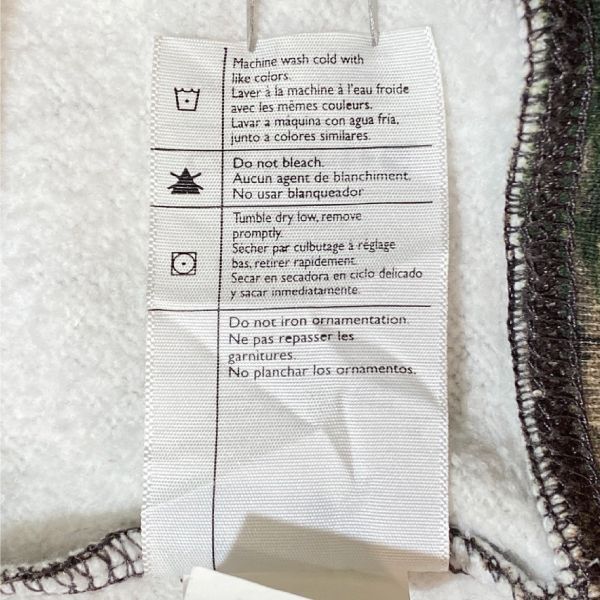 Machine wash cold with
like colors.
Laver à la machine à l'eau froide
avec les mêmes couleurs.
Lavar a máquina con agua fría,
junto a colores similares.
Do not bleach.
Aucun agent de blanchiment.
No usar blanqueador
Tumble dry low, remove
promptly.
Sécher par culbutage à réglage
bas, retirer rapidement.
Secar en secadora en ciclo delicado
y sacar inmediatamente.
Do not iron ornamentation.
Ne pas repasser les
garnitures.
No planchar los ornamentos.